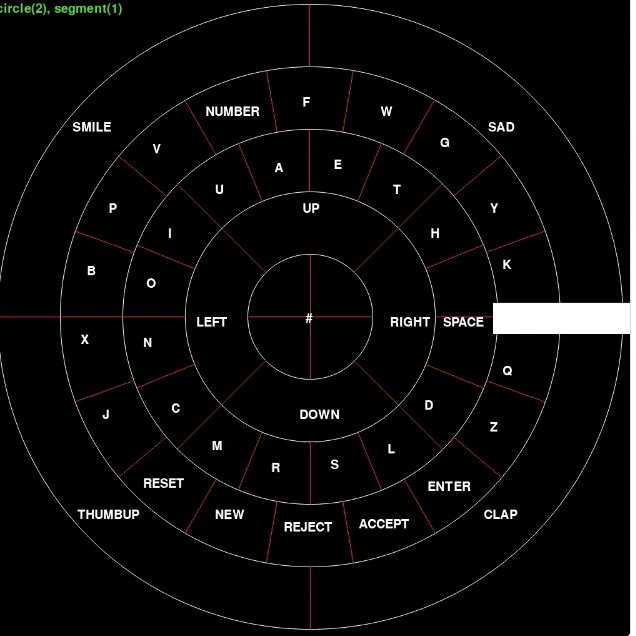 circle(2), segment(1)
F
NUMBER
W
SMILE
SAD
V
G
A
E
U
T
P
UP
Y
I
H
B
K
O
LEFT
#
RIGHT
SPACE
X
N
Q
J
C
DOWN
D
Z
M
L
R
S
RESET
ENTER
THUMBUP
NEW
REJECT
ACCEPT
CLAP